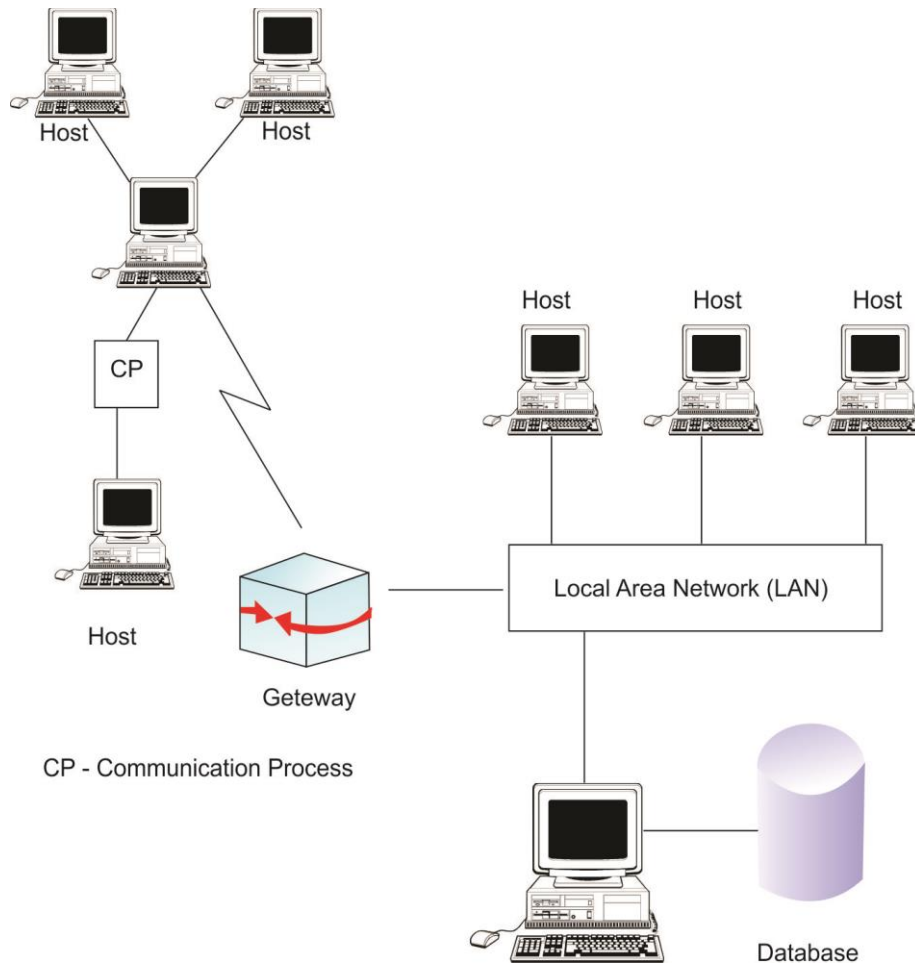 Host
Host
Host
Host
Host
CP
Local Area Network (LAN)
Host
Geteway
CP - Communication Process
Database